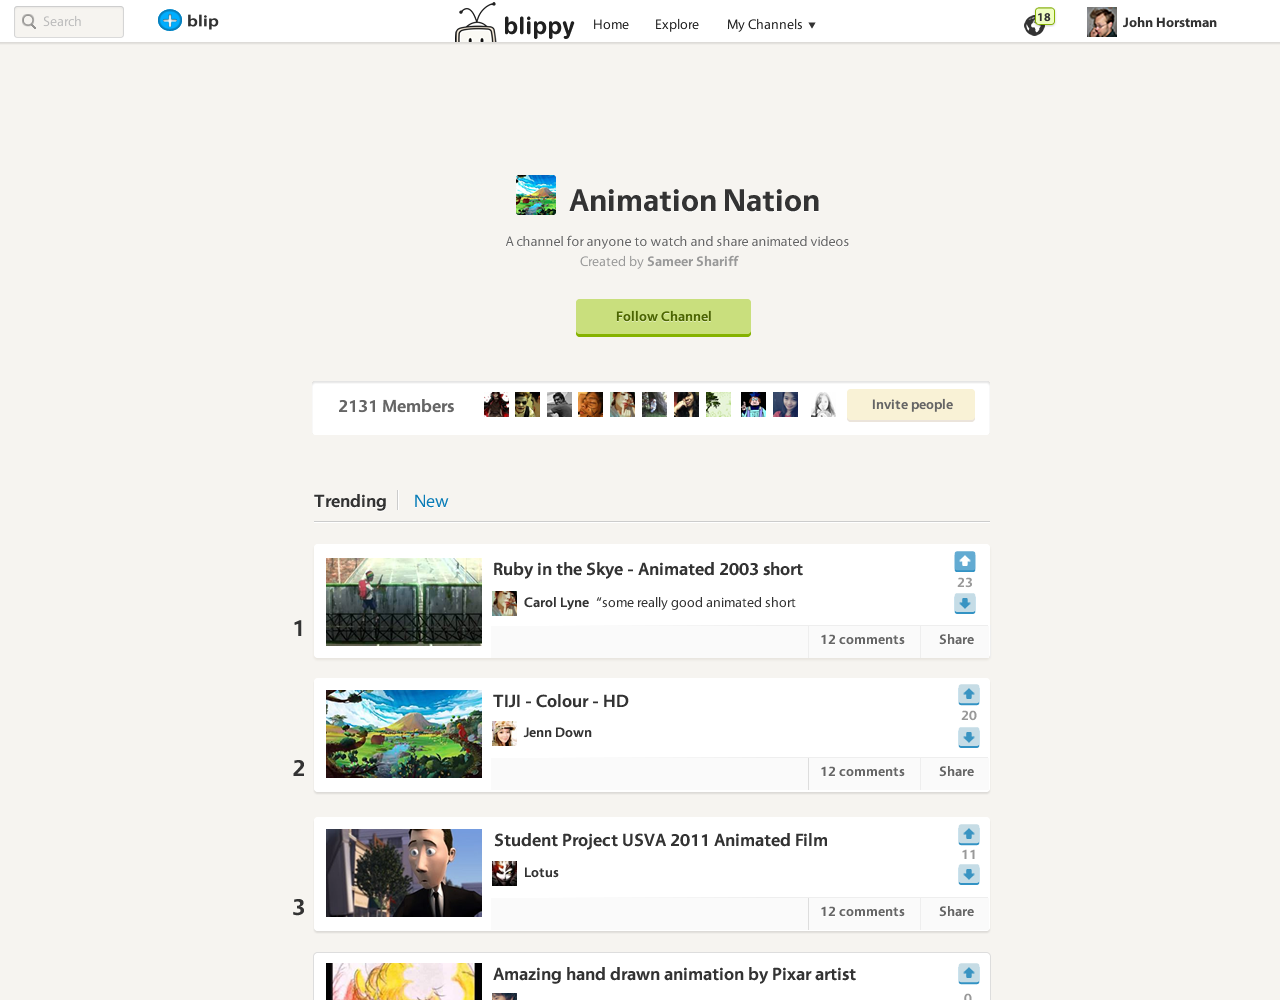 Search
blip
blippy
Home
Explore
My Channels
18
John Horstman
Animation Nation
A channel for anyone to watch and share animated videos
Created by Sameer Shariff
Follow Channel
2131 Members
Invite people
Trending
New
1
Ruby in the Skye - Animated 2003 short
Carol Lyne “some really good animated short
23
12 comments
Share
2
TIJI - Colour - HD
Jenn Down
20
12 comments
Share
3
Student Project USVA 2011 Animated Film
Lotus
11
12 comments
Share
Amazing hand drawn animation by Pixar artist
0